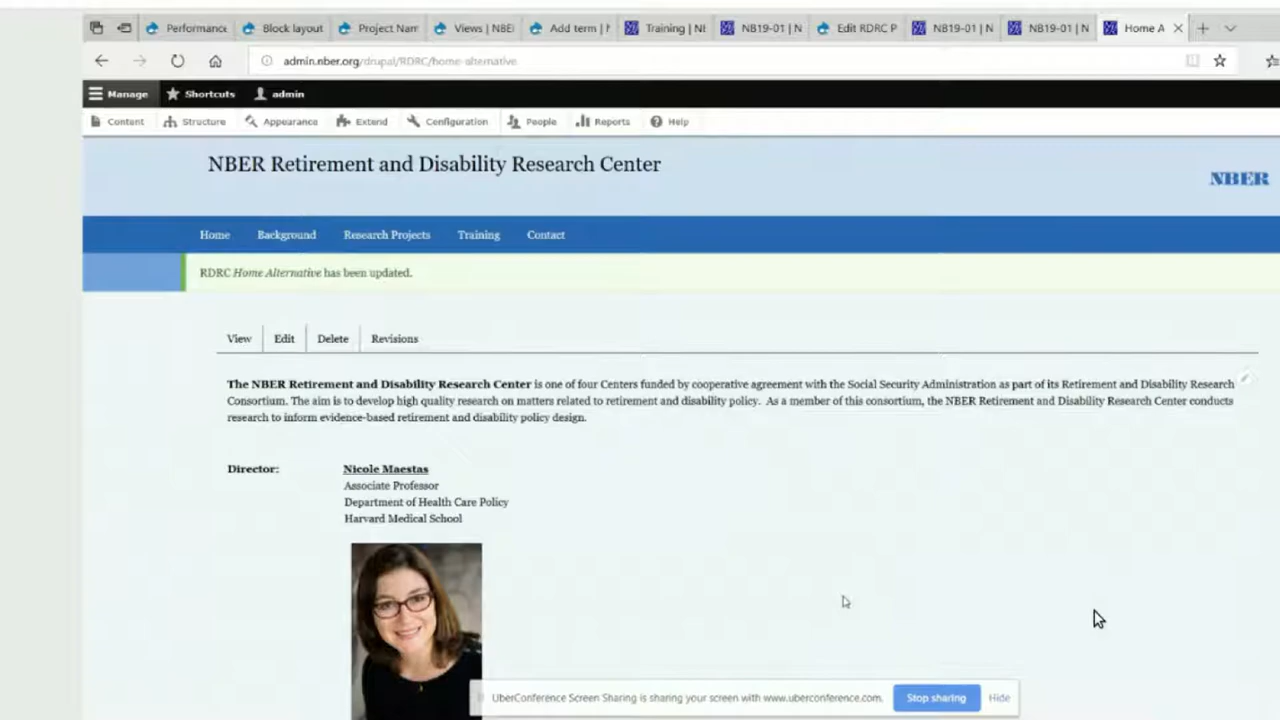 Performance
Block layout
Project Nam
Views | NBEI
Add term | N
Training | NI
NB19-01 | N
Edit RDRC P
NB19-01 | N
NB19-01 | N
Home A
admin.nber.org/drupal/RDRC/home-alternative
Manage Shortcuts admin
Content Structure Appearance Extend Configuration People Reports Help
NBER Retirement and Disability Research Center
NBER
Home Background Research Projects Training Contact
RDRC Home Alternative has been updated.
View Edit Delete Revisions
The NBER Retirement and Disability Research Center is one of four Centers funded by cooperative agreement with the Social Security Administration as part of its Retirement and Disability Research
Consortium. The aim is to develop high quality research on matters related to retirement and disability policy. As a member of this consortium, the NBER Retirement and Disability Research Center conducts
research to inform evidence-based retirement and disability policy design.
Director: Nicole Maestas
Associate Professor
Department of Health Care Policy
Harvard Medical School
UberConference Screen Sharing is sharing your screen with www.uberconference.com.
Stop sharing
Hide